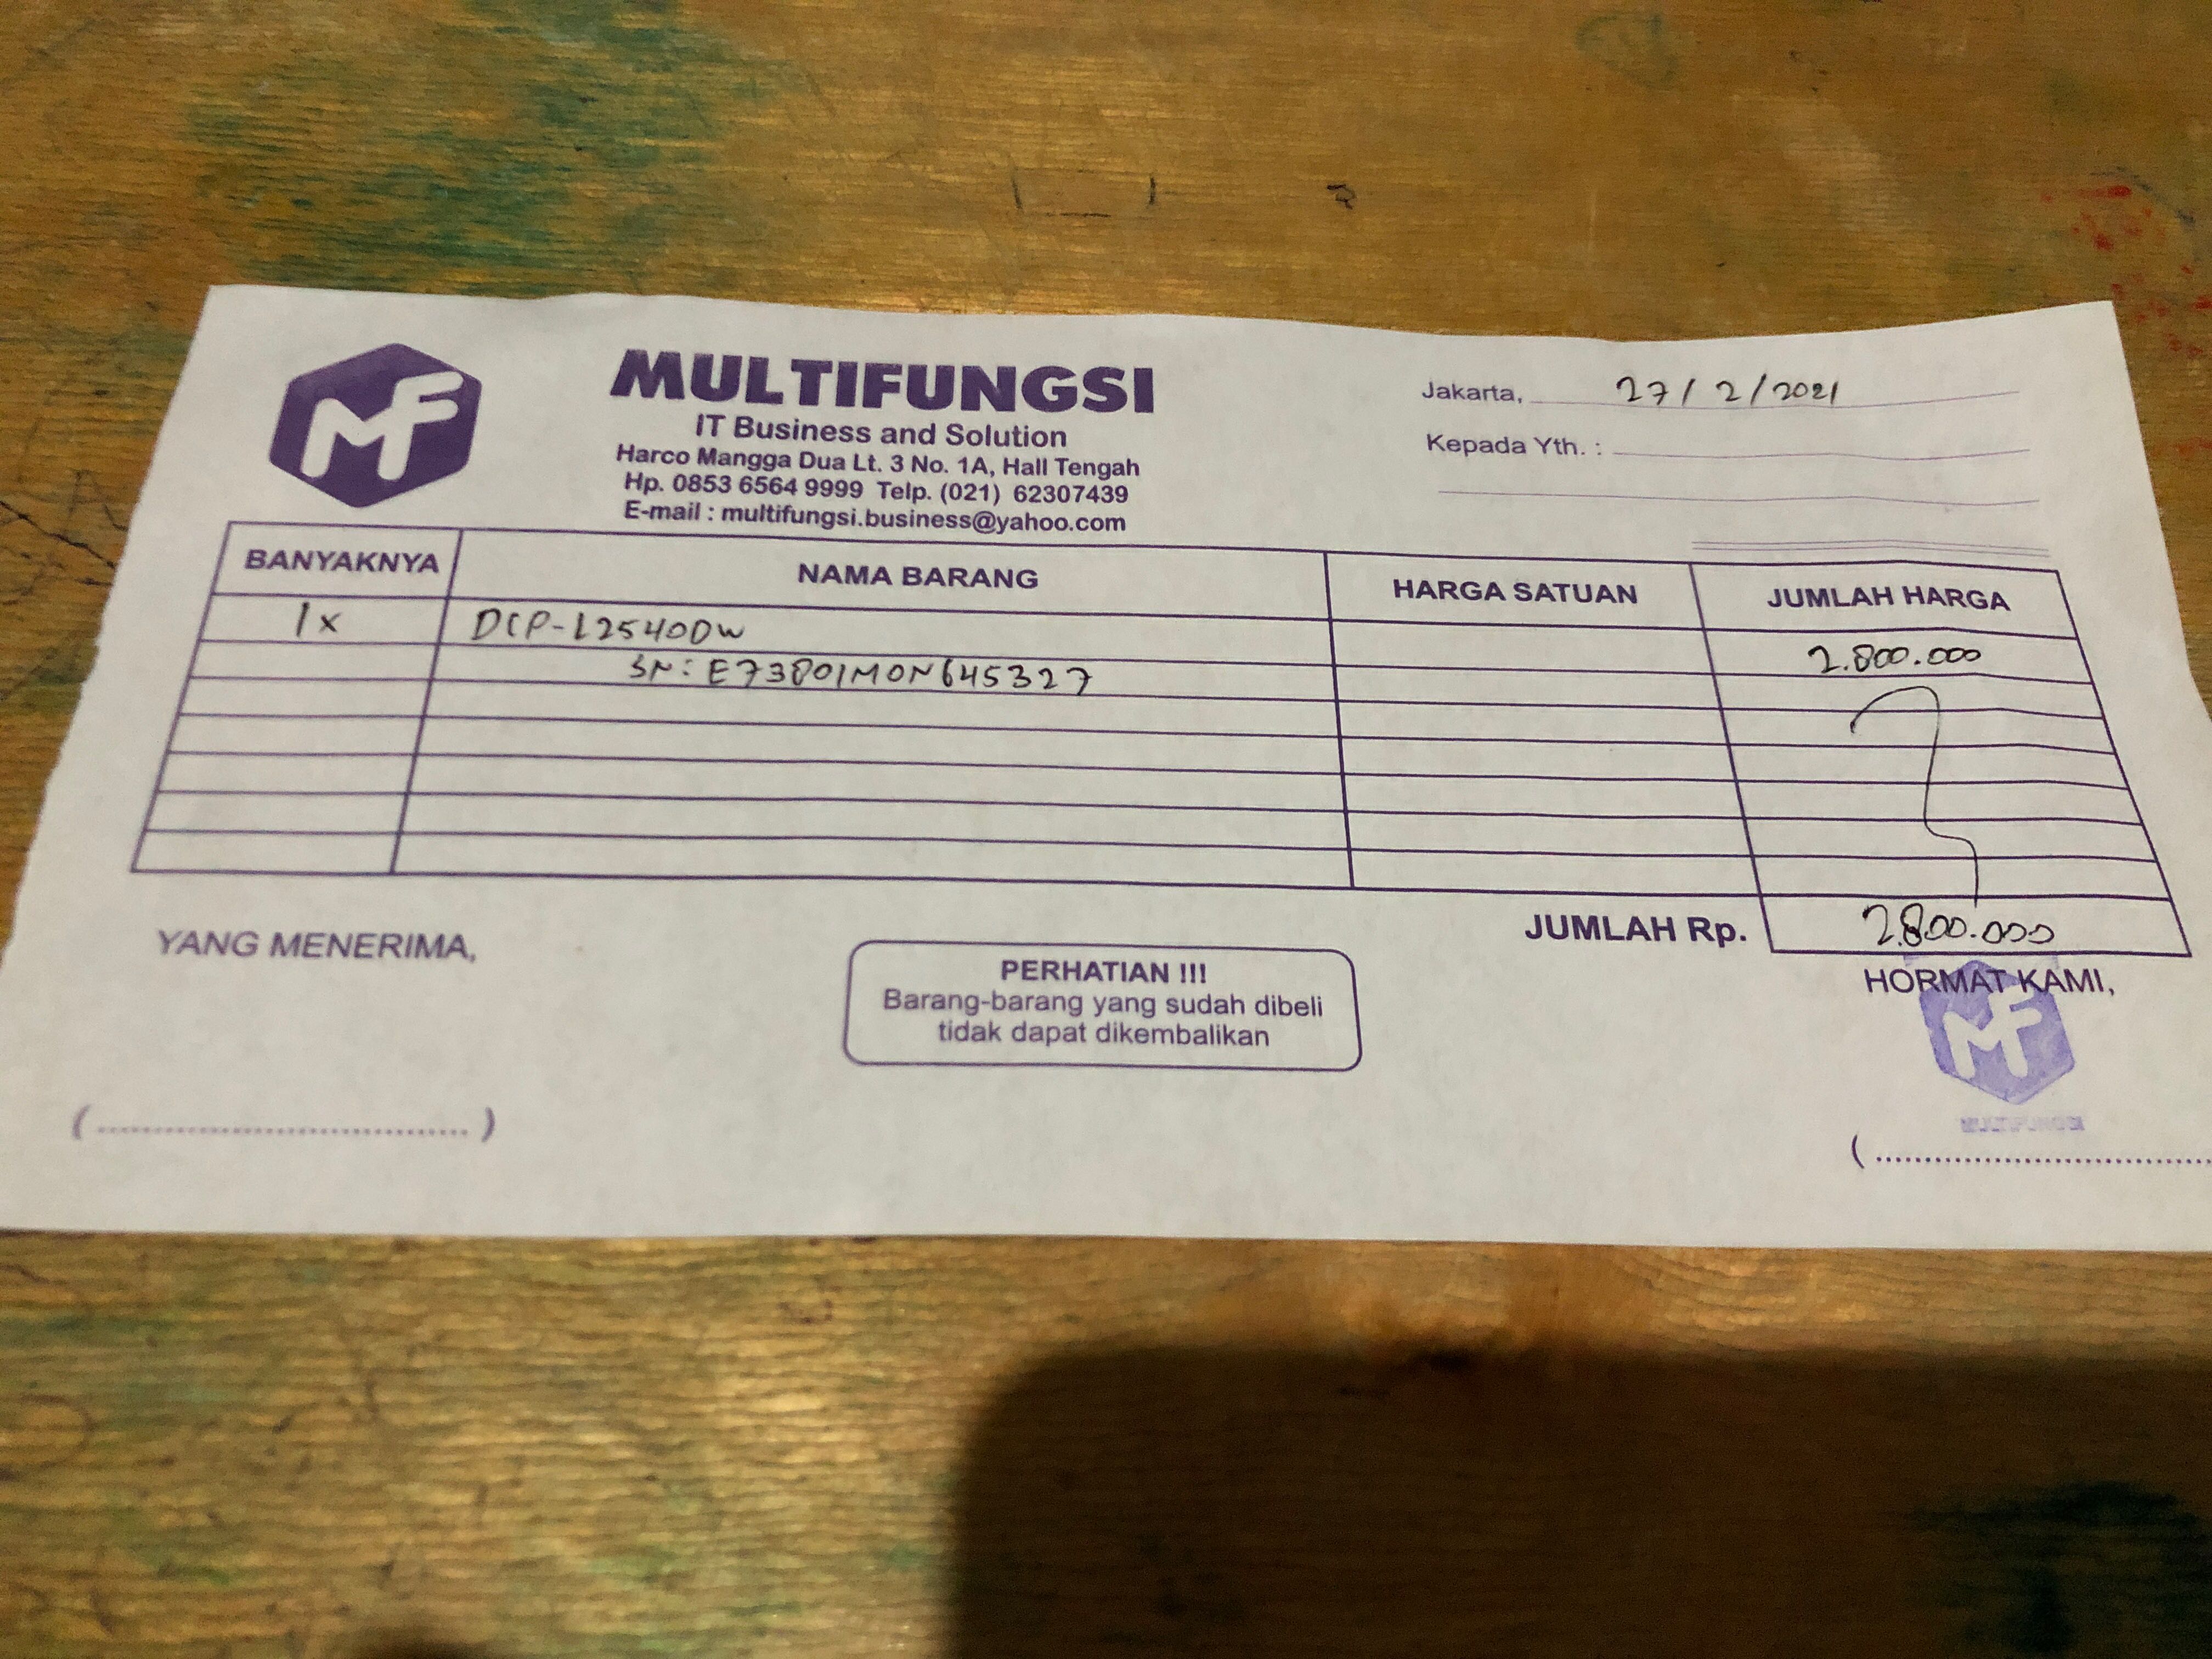 MF
MULTIFUNGSI
IT Business and Solution
Harco Mangga Dua Lt. 3 No. 1A, Hall Tengah
Hp. 0853 6564 9999 Telp. (021) 62307439
E-mail : multifungsi.business@yahoo.com
Jakarta, 27/2/2021
Kepada Yth. :
BANYAKNYA NAMA BARANG HARGA SATUAN JUMLAH HARGA
1x DCP-L2540DW 2.800.000
SN: E73801M0N645327
JUMLAH Rp. 2.800.000
YANG MENERIMA,
PERHATIAN !!!
Barang-barang yang sudah dibeli
tidak dapat dikembalikan
HORMAT KAMI,
MF
MULTIFUNGSI
(..................................)
(..................................